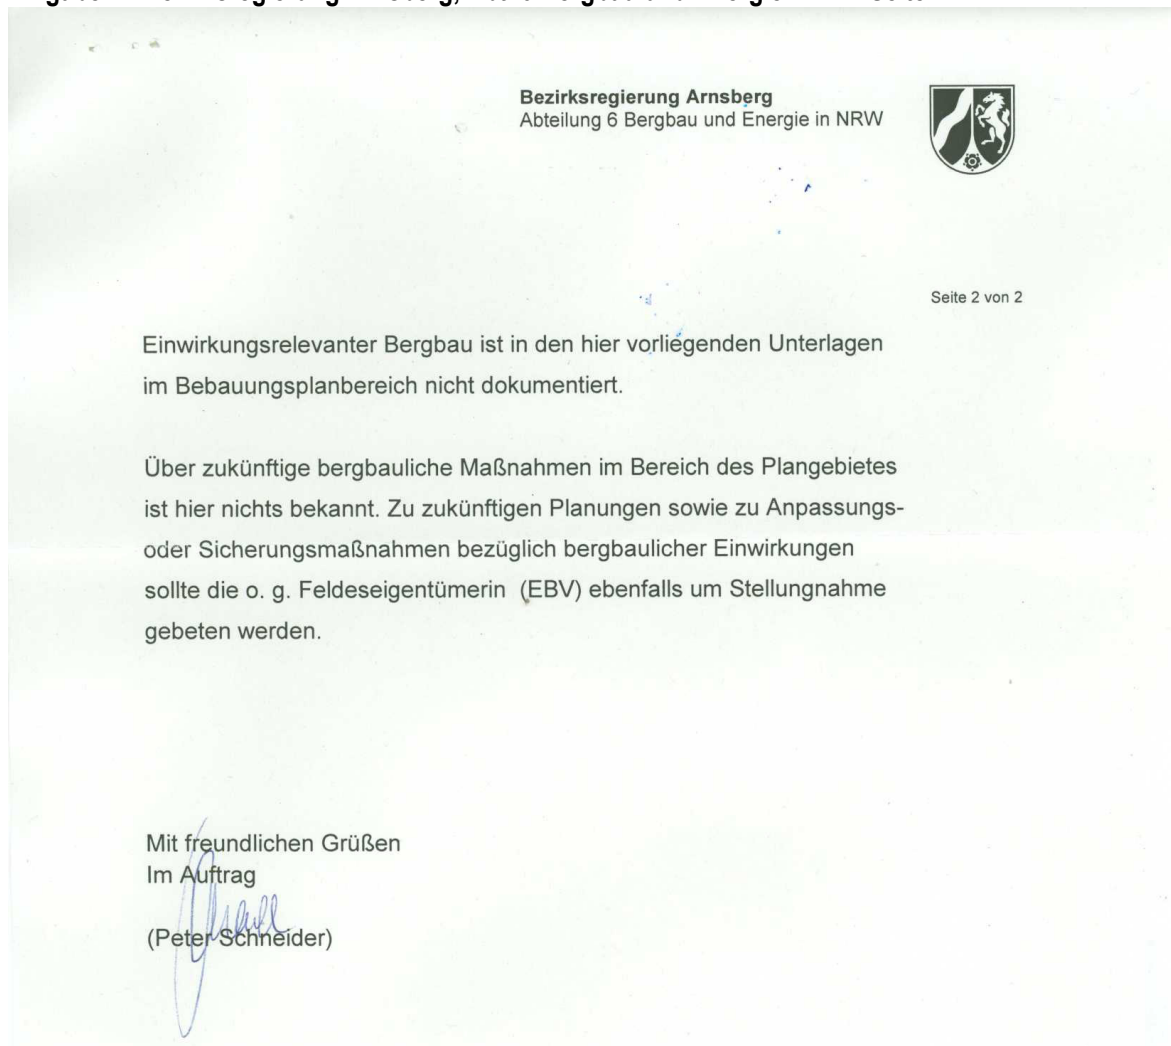 Bezirksregierung Arnsberg
Abteilung 6 Bergbau und Energie in NRW
Seite 2 von 2
Einwirkungsrelevanter Bergbau ist in den hier vorliegenden Unterlagen
im Bebauungsplanbereich nicht dokumentiert.
Über zukünftige bergbauliche Maßnahmen im Bereich des Plangebietes
ist hier nichts bekannt. Zu zukünftigen Planungen sowie zu Anpassungs-
oder Sicherungsmaßnahmen bezüglich bergbaulicher Einwirkungen
sollte die o. g. Feldeseigentümerin (EBV) ebenfalls um Stellungnahme
gebeten werden.
Mit freundlichen Grüßen
Im Auftrag
(Peter Schneider)